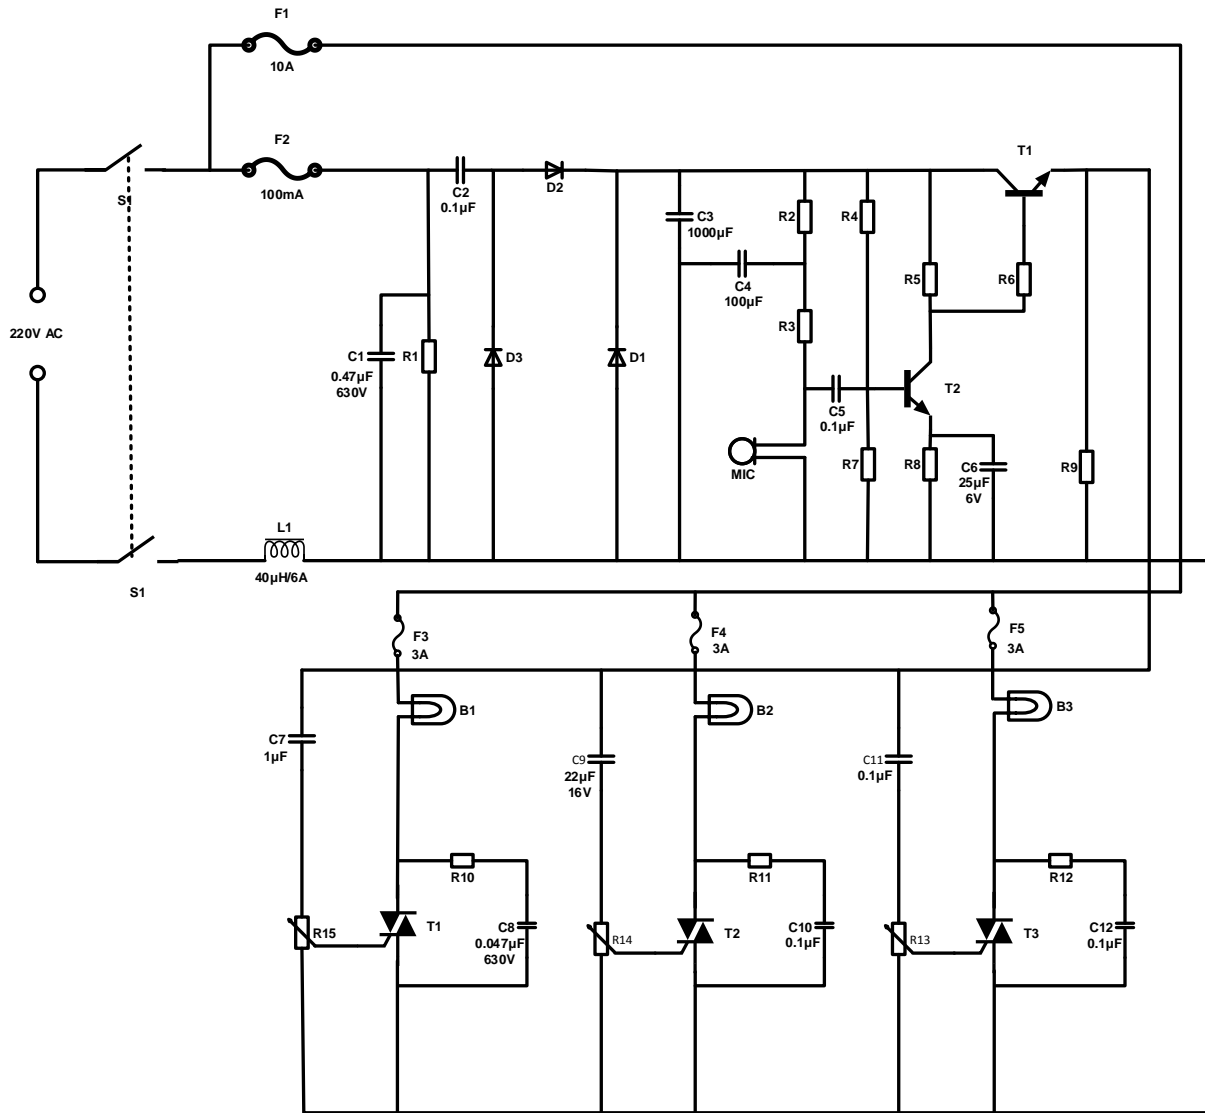 F1
10A
F2
100mA
S1
220V AC
S1
L1
40µH/6A
C1
0.47µF
630V
R1
C2
0.1µF
D2
D3
D1
C3
1000µF
C4
100µF
R2
R3
R4
C5
0.1µF
MIC
R7
R5
R6
T1
T2
R8
C6
25µF
6V
R9
F3
3A
F4
3A
F5
3A
B1
B2
B3
C7
1µF
C9
22µF
16V
C11
0.1µF
R10
R11
R12
R15
T1
C8
0.047µF
630V
R14
T2
C10
0.1µF
R13
T3
C12
0.1µF